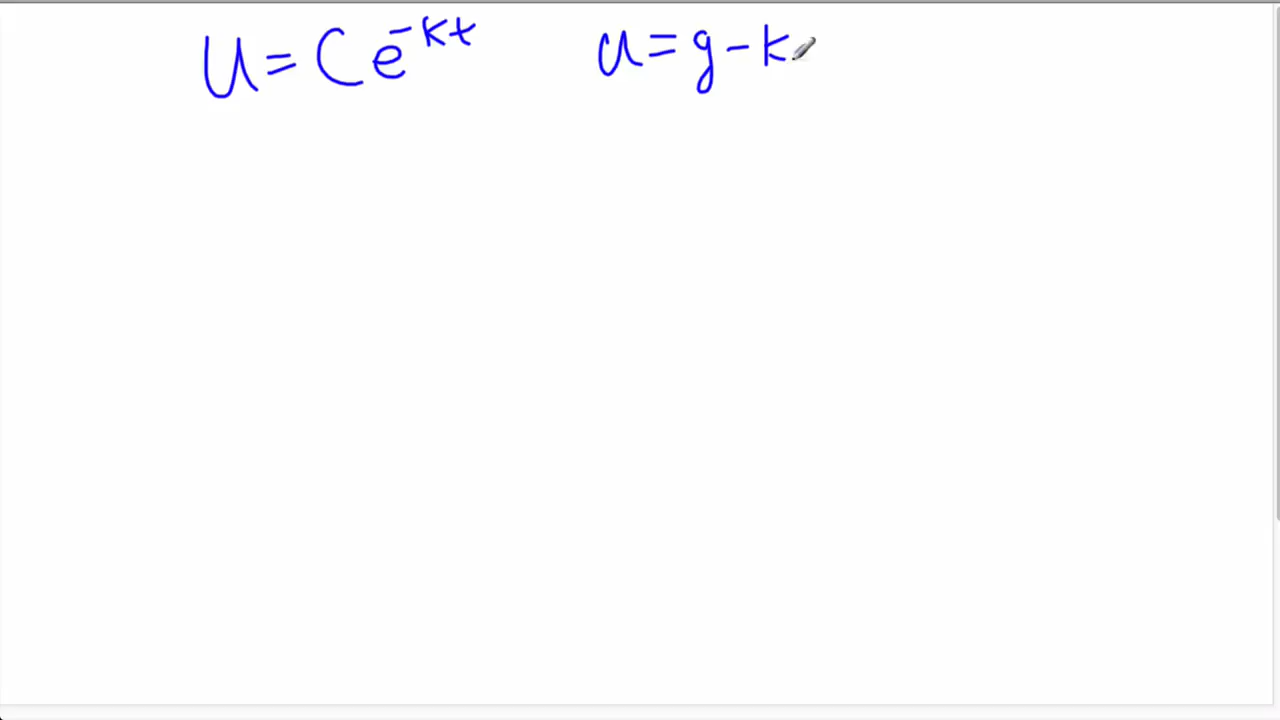 U = Ce^{-kt} u = g - k